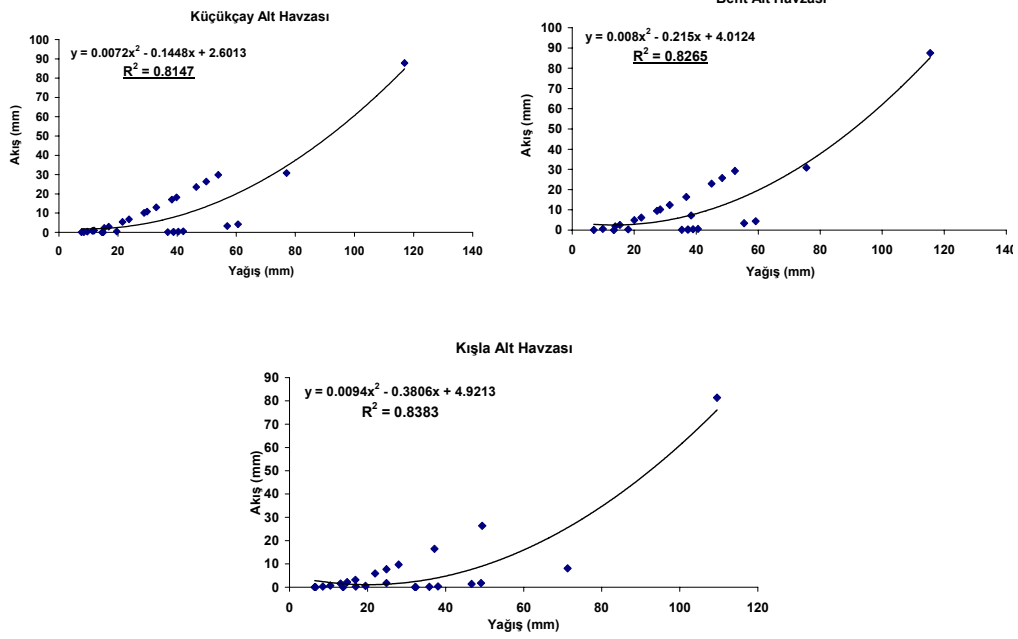 Küçükçay Alt Havzası
y = 0.0072x² - 0.1448x + 2.6013
R² = 0.8147
100
90
80
70
60
50
40
30
20
10
0
Akış (mm)
0 20 40 60 80 100 120 140
Yağış (mm)
Bent Alt Havzası
y = 0.008x² - 0.215x + 4.0124
R² = 0.8265
100
90
80
70
60
50
40
30
20
10
0
Akış (mm)
0 20 40 60 80 100 120 140
Yağış (mm)
Kışla Alt Havzası
y = 0.0094x² - 0.3806x + 4.9213
R² = 0.8383
90
80
70
60
50
40
30
20
10
0
Akış (mm)
0 20 40 60 80 100 120
Yağış (mm)